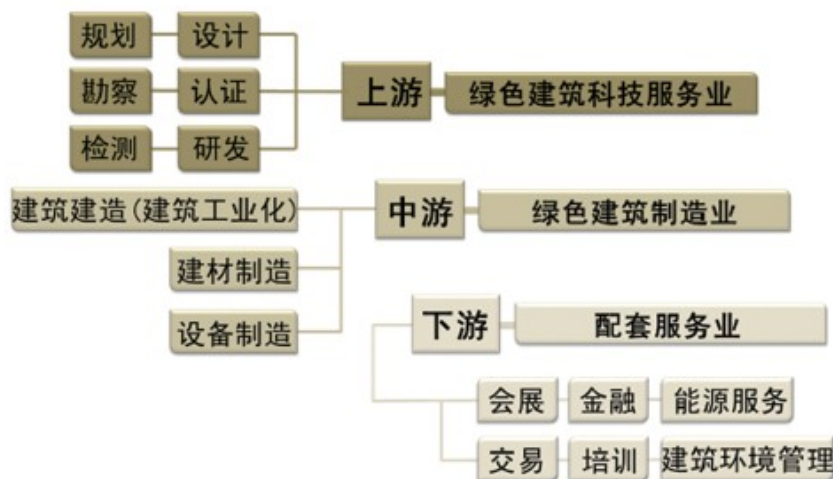 规划 设计
勘察 认证 上游 绿色建筑科技服务业
检测 研发
建筑建造(建筑工业化) 中游 绿色建筑制造业
建材制造
设备制造
下游 配套服务业
会展 金融 能源服务
交易 培训 建筑环境管理